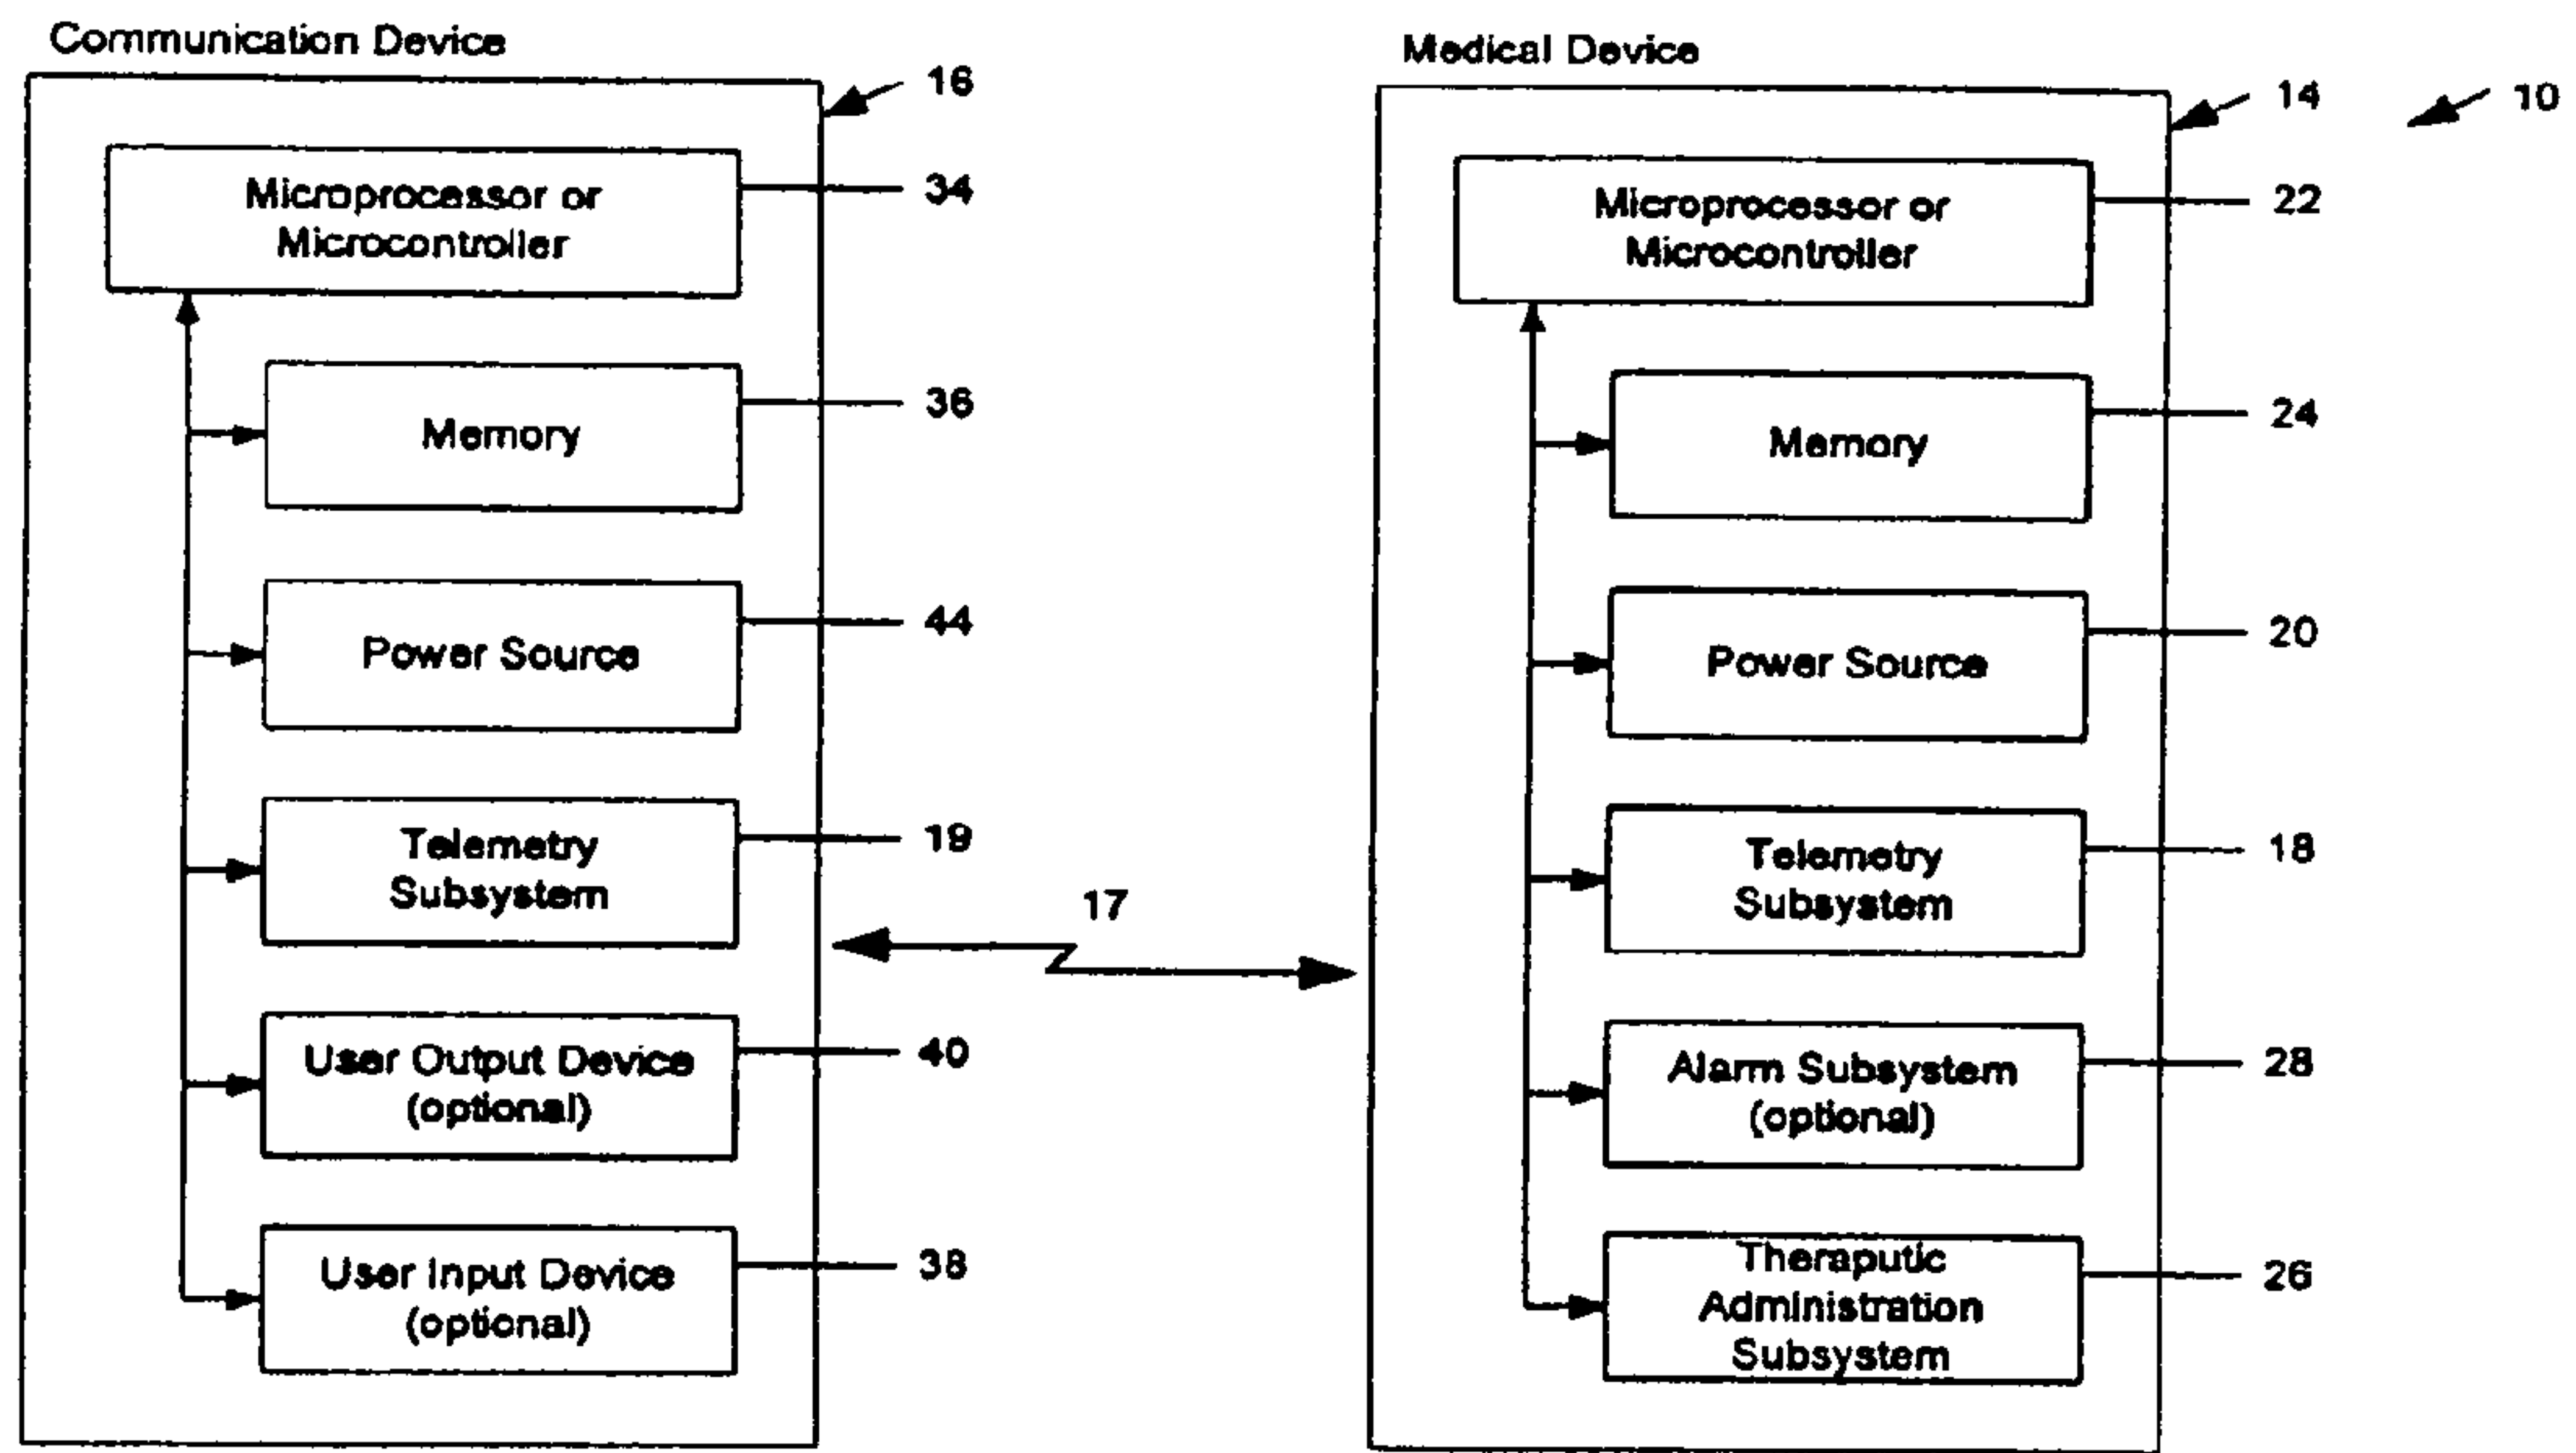 Communication Device
16
Microprocessor or
Microcontroller
34
Memory
36
Power Source
44
Telemetry
Subsystem
19
User Output Device
(optional)
40
User Input Device
(optional)
38
17
Medical Device
14
10
Microprocessor or
Microcontroller
22
Memory
24
Power Source
20
Telemetry
Subsystem
18
Alarm Subsystem
(optional)
28
Theraputic
Administration
Subsystem
26